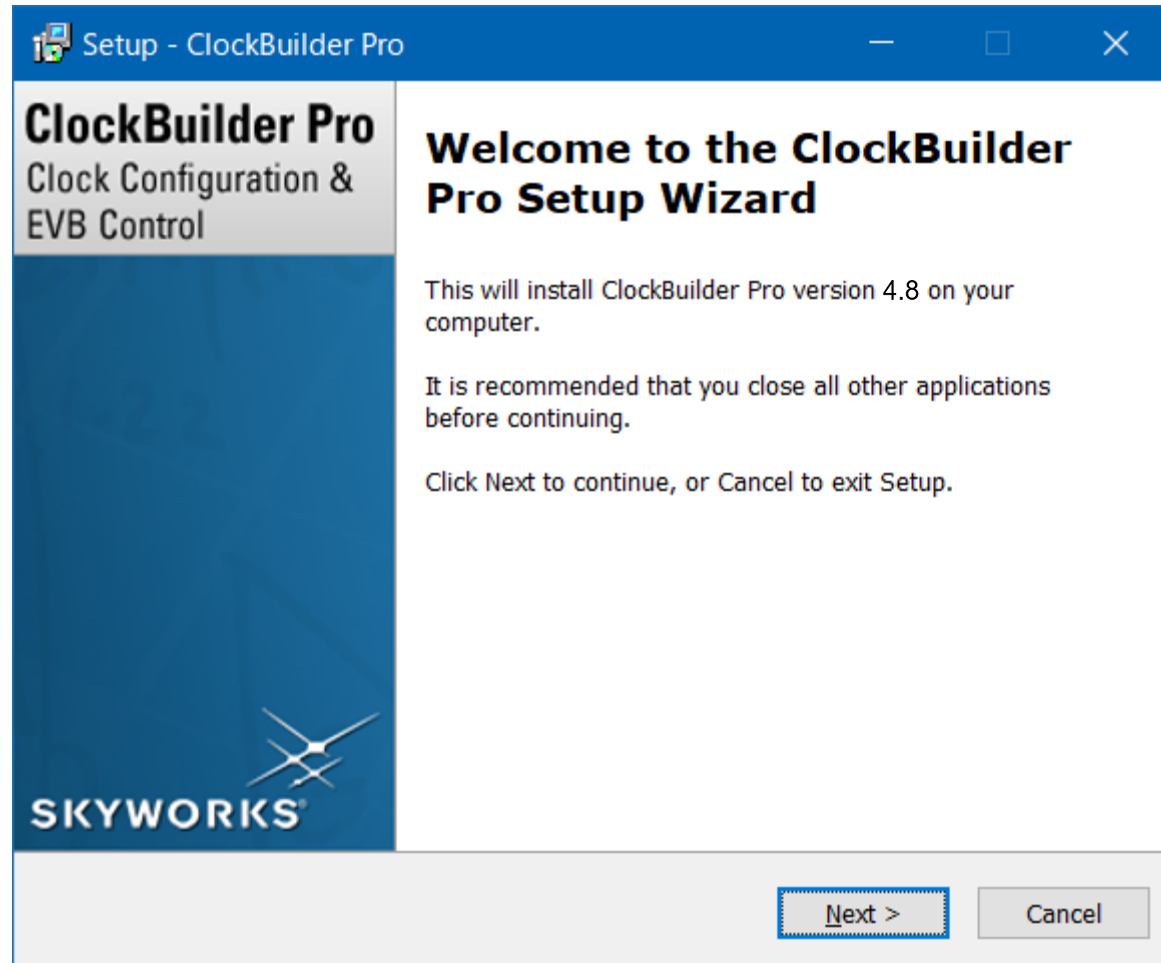 Setup - ClockBuilder Pro
ClockBuilder Pro
Clock Configuration &
EVB Control
Welcome to the ClockBuilder
Pro Setup Wizard
This will install ClockBuilder Pro version 4.8 on your
computer.
It is recommended that you close all other applications
before continuing.
Click Next to continue, or Cancel to exit Setup.
SKYWORKS®
Next >
Cancel